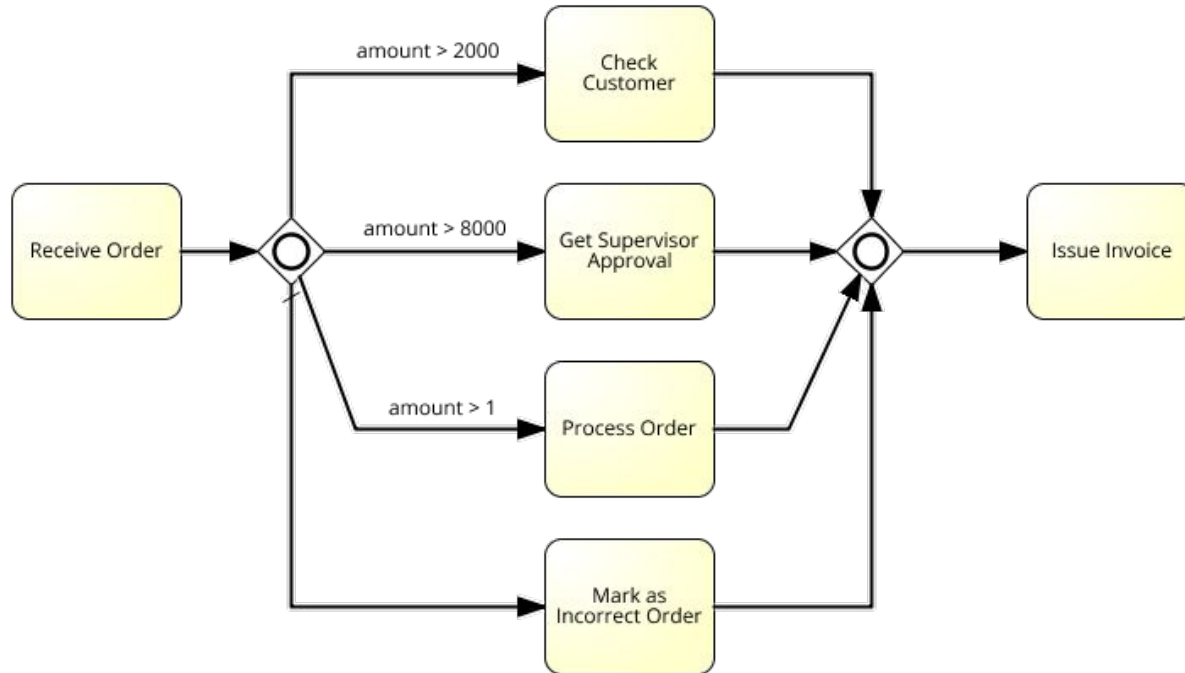 amount > 2000
Check
Customer
Receive Order
amount > 8000
Get Supervisor
Approval
Issue Invoice
amount > 1
Process Order
Mark as
Incorrect Order